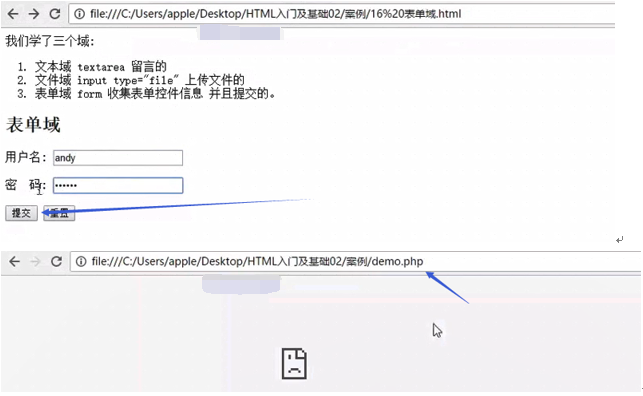 file:///C:/Users/apple/Desktop/HTML入门及基础02/案例/16%20表单域.html
我们学了三个域:
1. 文本域 textarea 留言的
2. 文件域 input type="file" 上传文件的
3. 表单域 form 收集表单控件信息 并且提交的。
表单域
用户名: andy
密 码: ••••••
提交 重置
file:///C:/Users/apple/Desktop/HTML入门及基础02/案例/demo.php